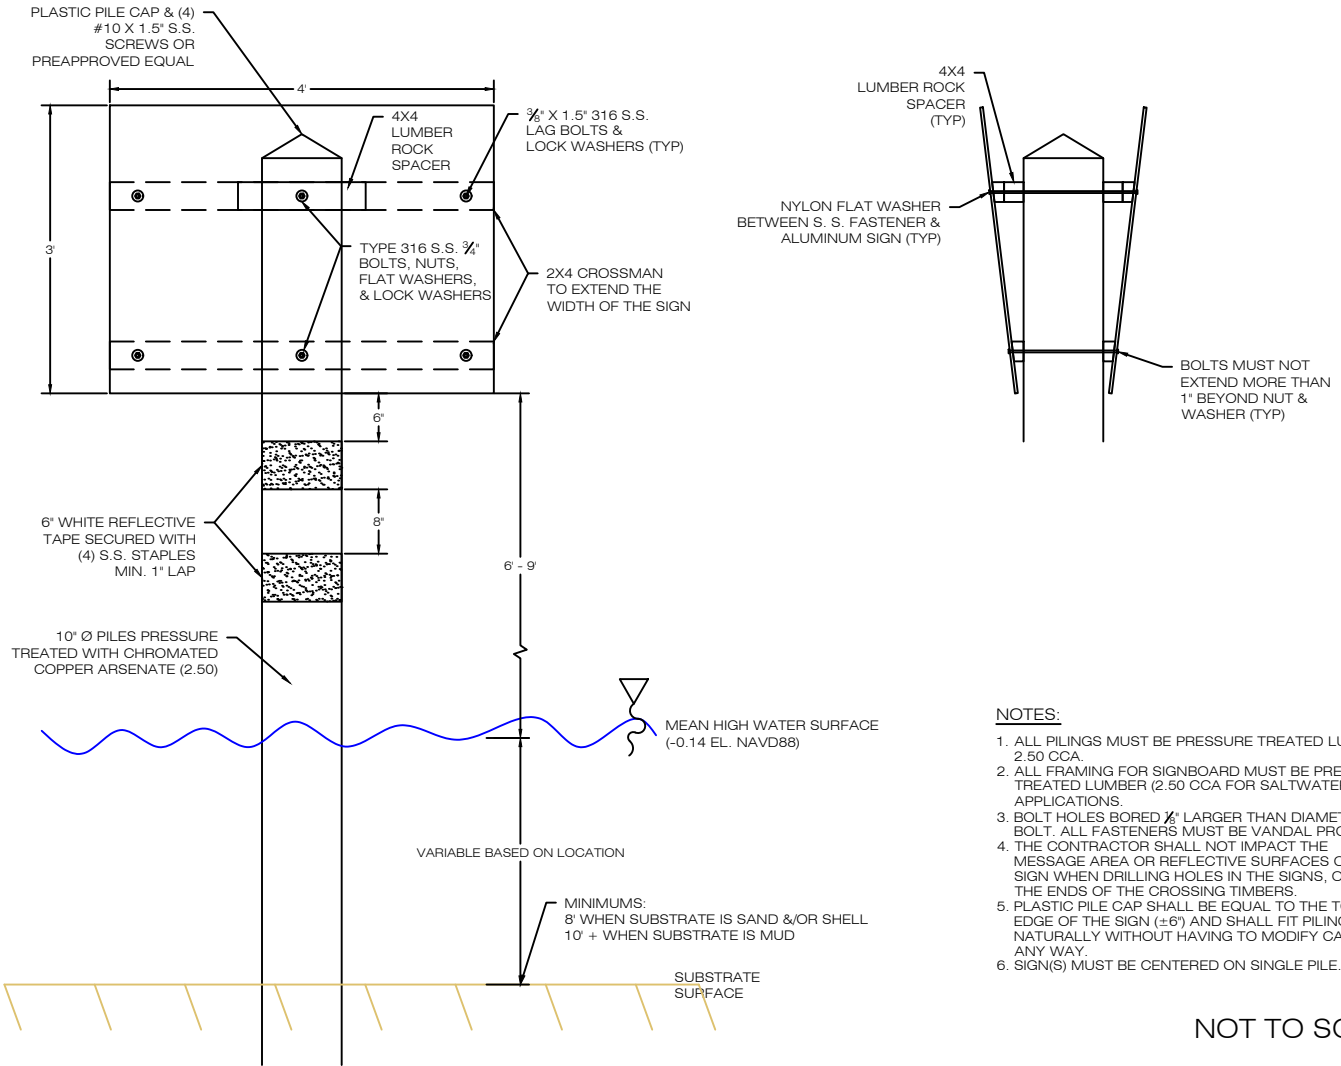 PLASTIC PILE CAP & (4)
#10 X 1.5" S.S.
SCREWS OR
PREAPPROVED EQUAL
4'
3'
4X4
LUMBER
ROCK
SPACER
3/8" X 1.5" 316 S.S.
LAG BOLTS &
LOCK WASHERS (TYP)
TYPE 316 S.S. 3/4"
BOLTS, NUTS,
FLAT WASHERS,
& LOCK WASHERS
2X4 CROSSMAN
TO EXTEND THE
WIDTH OF THE SIGN
6"
8"
6' - 9'
6" WHITE REFLECTIVE
TAPE SECURED WITH
(4) S.S. STAPLES
MIN. 1" LAP
10" Ø PILES PRESSURE
TREATED WITH CHROMATED
COPPER ARSENATE (2.50)
MEAN HIGH WATER SURFACE
(-0.14 EL. NAVD88)
VARIABLE BASED ON LOCATION
MINIMUMS:
8' WHEN SUBSTRATE IS SAND &/OR SHELL
10' + WHEN SUBSTRATE IS MUD
SUBSTRATE
SURFACE
4X4
LUMBER ROCK
SPACER
(TYP)
NYLON FLAT WASHER
BETWEEN S. S. FASTENER &
ALUMINUM SIGN (TYP)
BOLTS MUST NOT
EXTEND MORE THAN
1" BEYOND NUT &
WASHER (TYP)
NOTES:
1. ALL PILINGS MUST BE PRESSURE TREATED LU
2.50 CCA.
2. ALL FRAMING FOR SIGNBOARD MUST BE PRE
TREATED LUMBER (2.50 CCA FOR SALTWATE
APPLICATIONS.
3. BOLT HOLES BORED 1/8" LARGER THAN DIAMET
BOLT. ALL FASTENERS MUST BE VANDAL PRO
4. THE CONTRACTOR SHALL NOT IMPACT THE
MESSAGE AREA OR REFLECTIVE SURFACES O
SIGN WHEN DRILLING HOLES IN THE SIGNS, O
THE ENDS OF THE CROSSING TIMBERS.
5. PLASTIC PILE CAP SHALL BE EQUAL TO THE TO
EDGE OF THE SIGN (±6") AND SHALL FIT PILING
NATURALLY WITHOUT HAVING TO MODIFY CA
ANY WAY.
6. SIGN(S) MUST BE CENTERED ON SINGLE PILE.
NOT TO SC